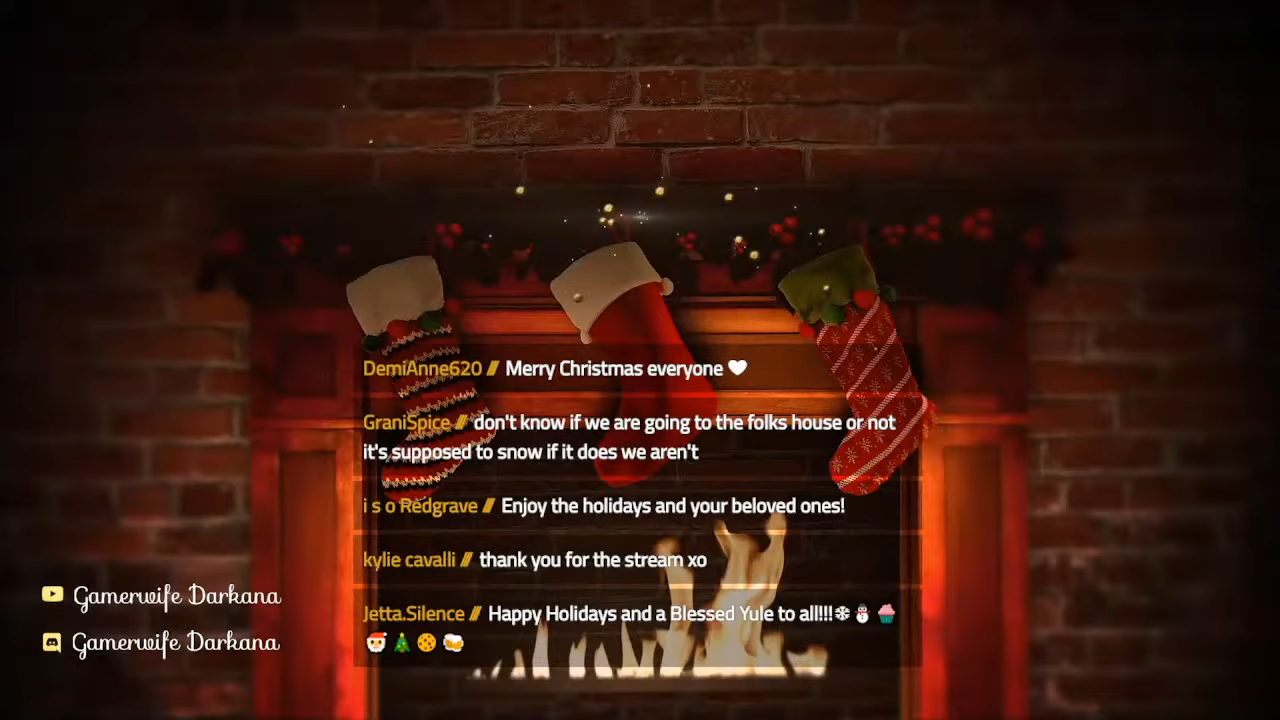 DemiAnne620 // Merry Christmas everyone 🤍
GraniSpice // don't know if we are going to the folks house or not
it's supposed to snow if it does we aren't
i s o Redgrave // Enjoy the holidays and your beloved ones!
kylie cavalli // thank you for the stream xo
Jetta.Silence // Happy Holidays and a Blessed Yule to all!!!❄⛄🧁
🎅🎄🍪🍻
Gamerwife Darkana
Gamerwife Darkana